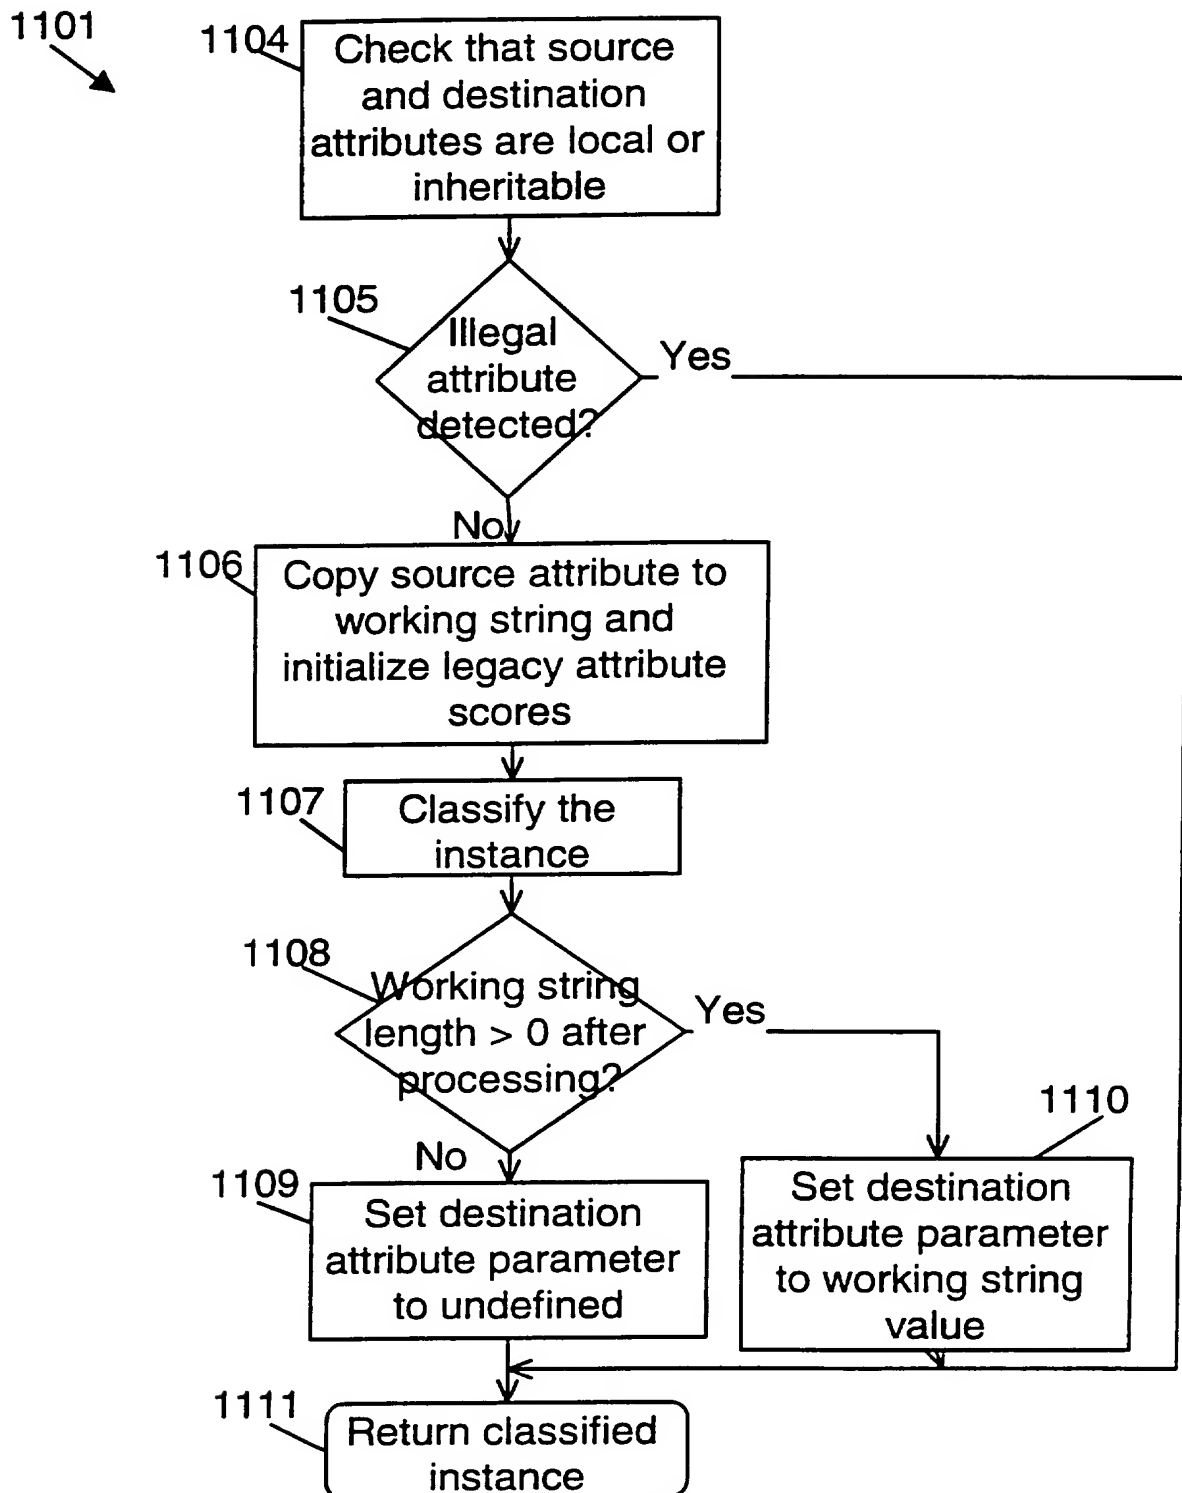 1101
1104
Check that source
and destination
attributes are local or
inheritable
1105
Illegal
attribute
detected?
Yes
No
1106
Copy source attribute to
working string and
initialize legacy attribute
scores
1107
Classify the
instance
1108
Working string
length > 0 after
processing?
Yes
No
1109
Set destination
attribute parameter
to undefined
1110
Set destination
attribute parameter
to working string
value
1111
Return classified
instance